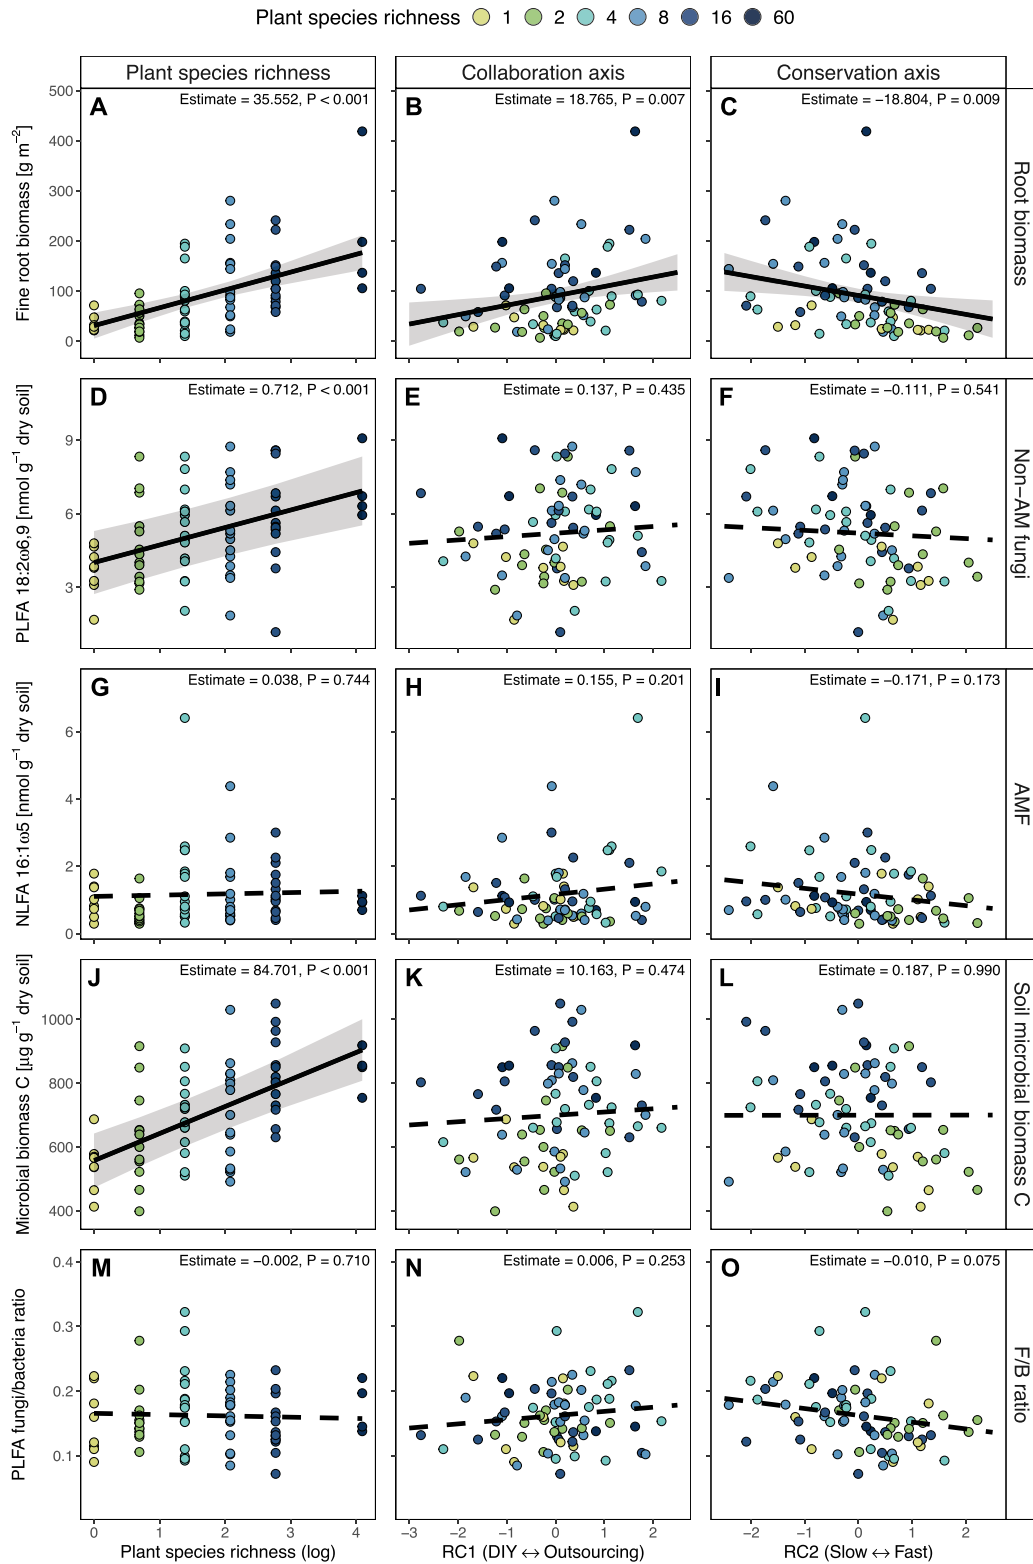 Plant species richness 1 2 4 8 16 60
Plant species richness
Collaboration axis
Conservation axis
A
Estimate = 35.552, P < 0.001
B
Estimate = 18.765, P = 0.007
C
Estimate = −18.804, P = 0.009
500
400
300
200
100
0
Fine root biomass [g m−2]
Root biomass
D
Estimate = 0.712, P < 0.001
E
Estimate = 0.137, P = 0.435
F
Estimate = −0.111, P = 0.541
9
6
3
PLFA 18:2ω6,9 [nmol g−1 dry soil]
Non−AM fungi
G
Estimate = 0.038, P = 0.744
H
Estimate = 0.155, P = 0.201
I
Estimate = −0.171, P = 0.173
6
4
2
0
NLFA 16:1ω5 [nmol g−1 dry soil]
AMF
J
Estimate = 84.701, P < 0.001
K
Estimate = 10.163, P = 0.474
L
Estimate = 0.187, P = 0.990
1000
800
600
400
Microbial biomass C [µg g−1 dry soil]
Soil microbial biomass C
M
Estimate = −0.002, P = 0.710
N
Estimate = 0.006, P = 0.253
O
Estimate = −0.010, P = 0.075
0.4
0.3
0.2
0.1
PLFA fungi/bacteria ratio
F/B ratio
0 1 2 3 4
−3 −2 −1 0 1 2
−2 −1 0 1 2
Plant species richness (log)
RC1 (DIY ↔ Outsourcing)
RC2 (Slow ↔ Fast)